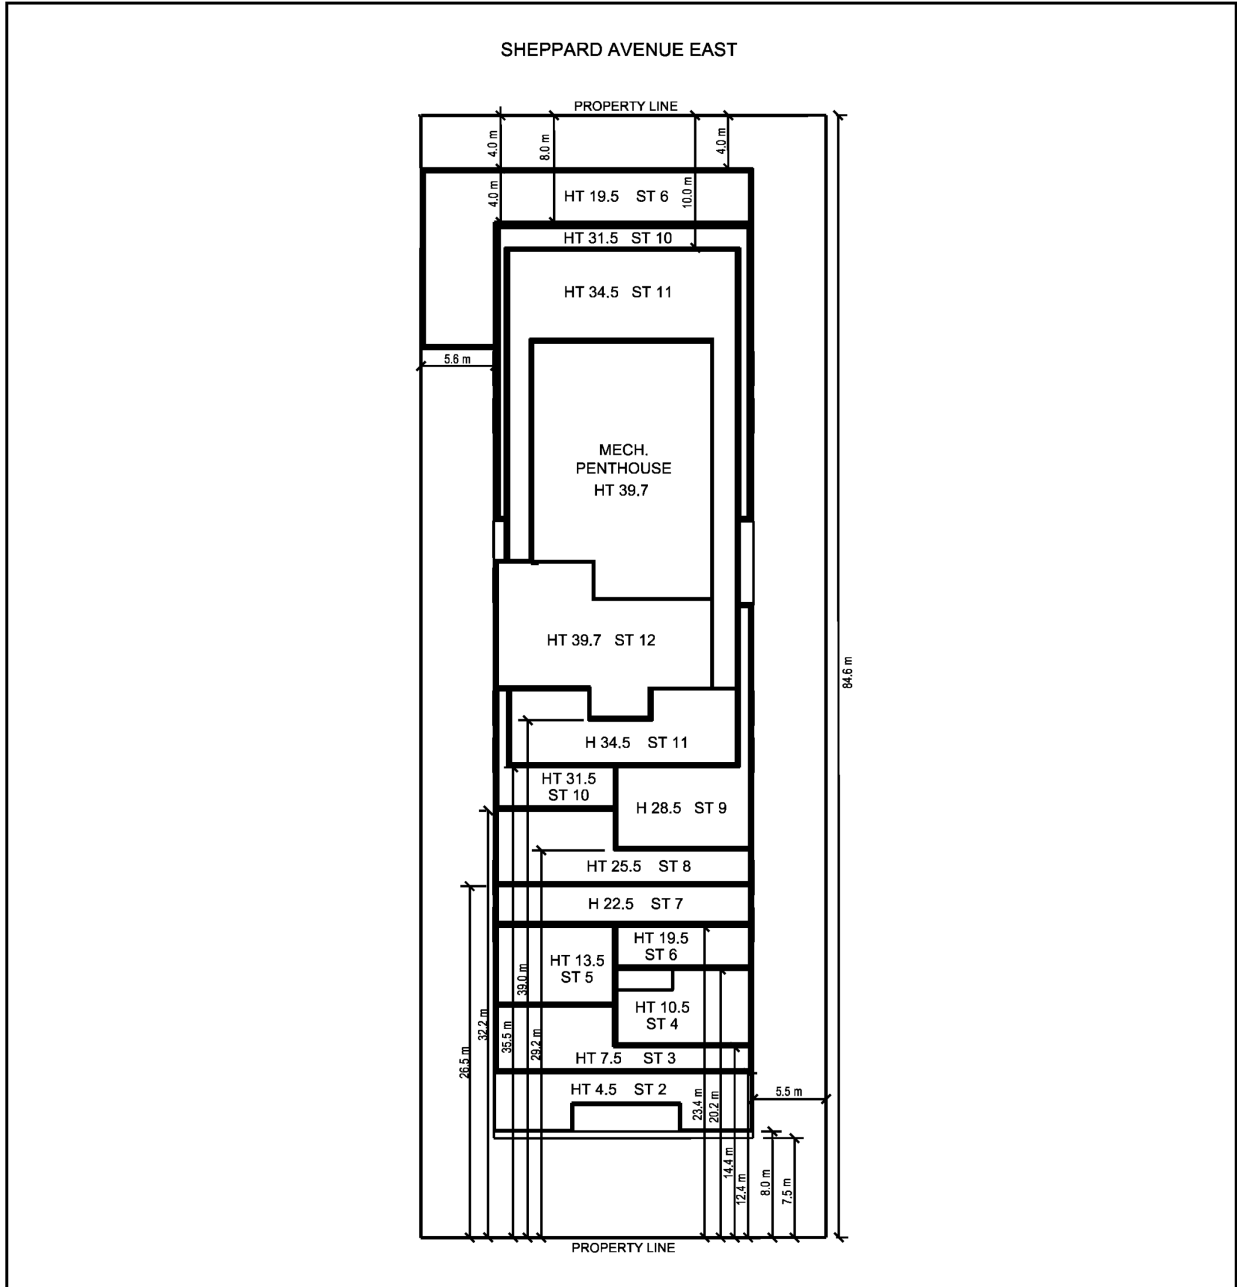 SHEPPARD AVENUE EAST
PROPERTY LINE
4.0 m
8.0 m
4.0 m
4.0 m
HT 19.5 ST 6
10.0 m
HT 31.5 ST 10
HT 34.5 ST 11
5.6 m
MECH.
PENTHOUSE
HT 39.7
HT 39.7 ST 12
84.6 m
H 34.5 ST 11
HT 31.5
ST 10
H 28.5 ST 9
HT 25.5 ST 8
H 22.5 ST 7
HT 19.5
ST 6
HT 13.5
ST 5
39.0 m
HT 10.5
ST 4
32.2 m
35.5 m
29.2 m
26.5 m
HT 7.5 ST 3
HT 4.5 ST 2
23.4 m
20.2 m
5.5 m
14.4 m
12.4 m
8.0 m
7.5 m
PROPERTY LINE